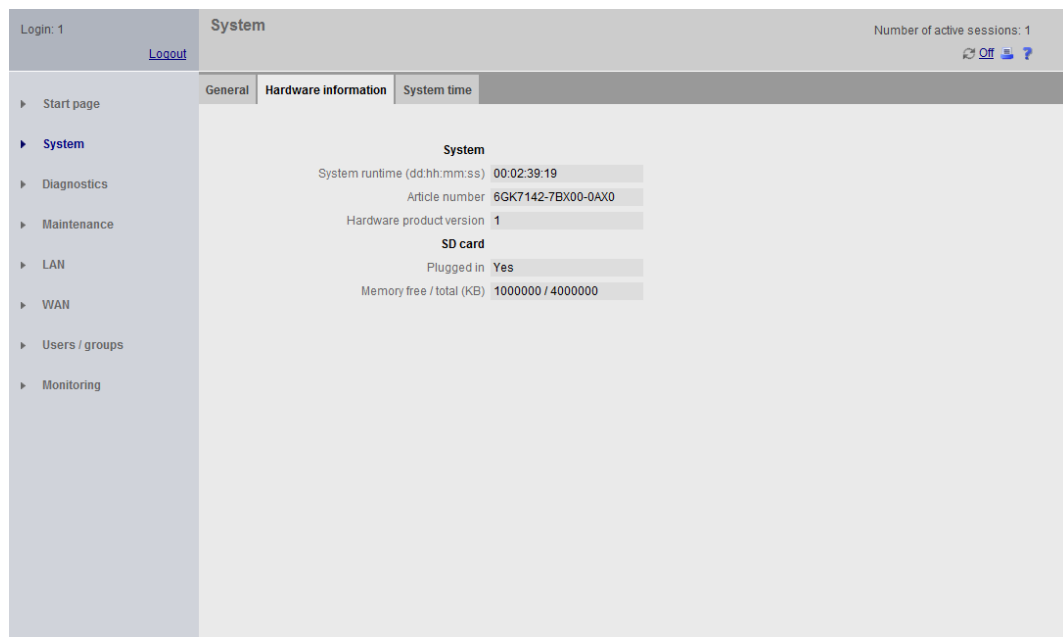 Login: 1
Logout
System
Number of active sessions: 1
Off ?
General Hardware information System time
Start page
System
Diagnostics
Maintenance
LAN
WAN
Users / groups
Monitoring
System
System runtime (dd:hh:mm:ss) 00:02:39:19
Article number 6GK7142-7BX00-0AX0
Hardware product version 1
SD card
Plugged in Yes
Memory free / total (KB) 1000000 / 4000000